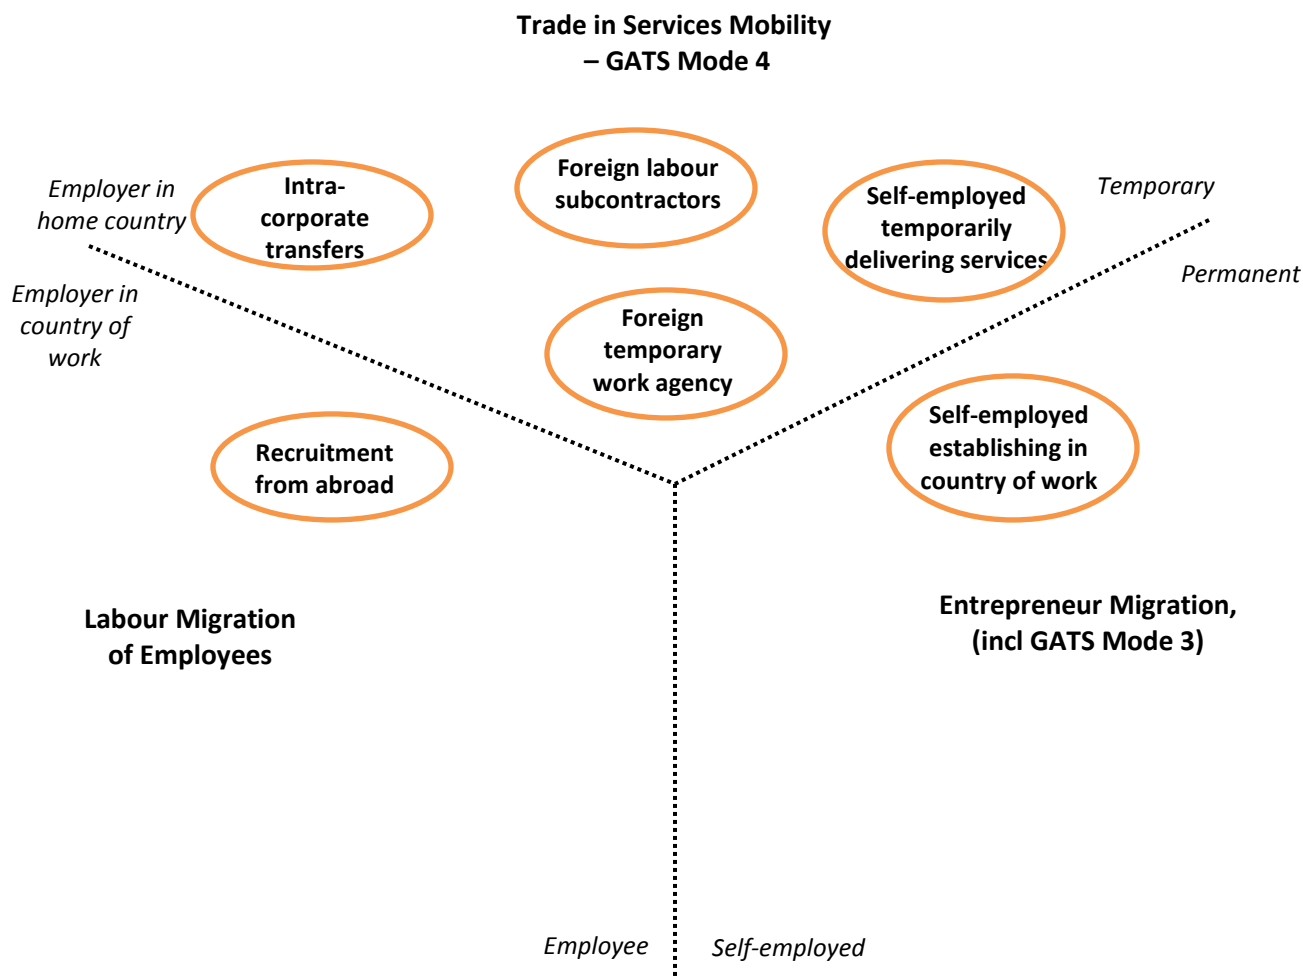 Trade in Services Mobility
– GATS Mode 4
Employer in
home country
Intra-
corporate
transfers
Foreign labour
subcontractors
Self-employed
temporarily
delivering services
Temporary
Permanent
Employer in
country of
work
Foreign
temporary
work agency
Recruitment
from abroad
Self-employed
establishing in
country of work
Labour Migration
of Employees
Entrepreneur Migration,
(incl GATS Mode 3)
Employee
Self-employed